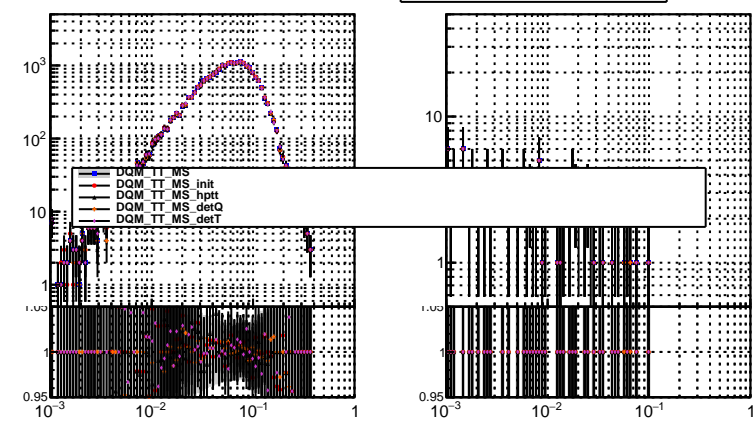 10³
10²
10
1
1.05
1
0.95
10⁻³ 10⁻² 10⁻¹ 1
DQM_TT_MS
DQM_TT_MS_init
DQM_TT_MS_hptt
DQM_TT_MS_detQ
DQM_TT_MS_detT
10
1
1.05
1
0.95
10⁻³ 10⁻² 10⁻¹ 1